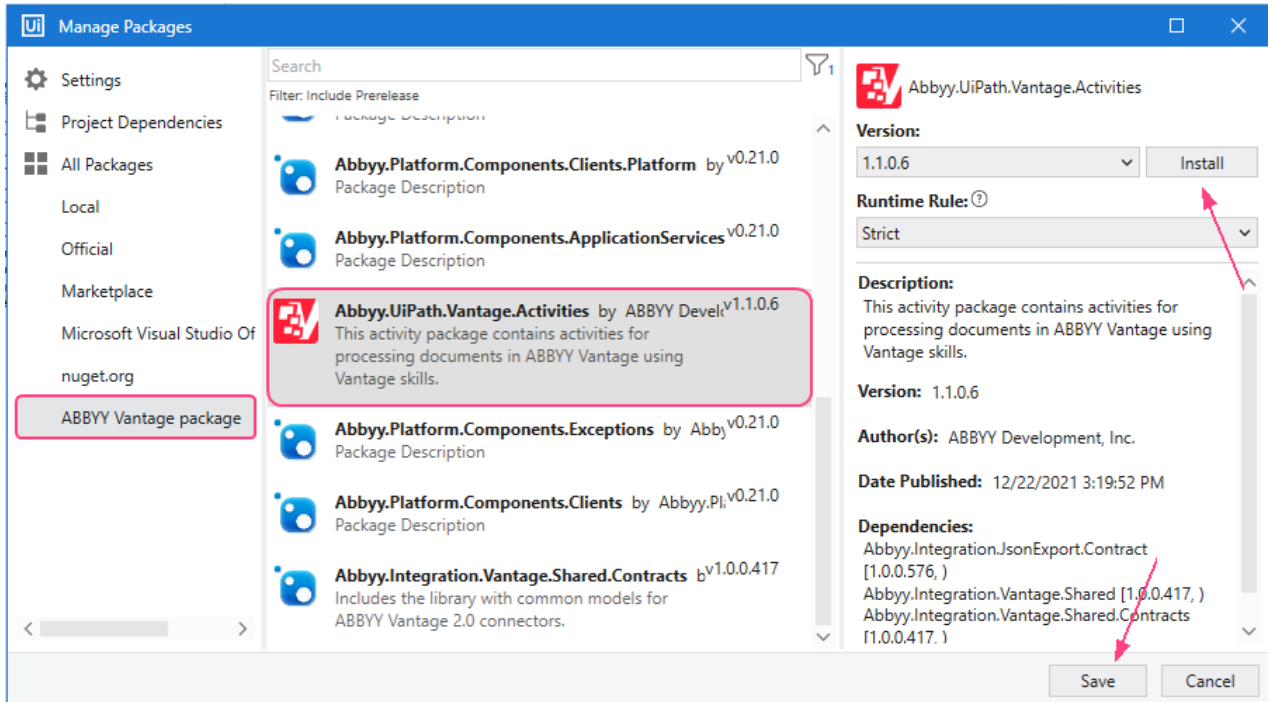 Ui Manage Packages
Settings
Project Dependencies
All Packages
Local
Official
Marketplace
Microsoft Visual Studio Of
nuget.org
ABBYY Vantage package
Search
1
Filter: Include Prerelease
Package Description
Abbyy.Platform.Components.Clients.Platform by v0.21.0
Package Description
Abbyy.Platform.Components.ApplicationServices v0.21.0
Package Description
Abbyy.UiPath.Vantage.Activities by ABBYY Develo v1.1.0.6
This activity package contains activities for
processing documents in ABBYY Vantage using
Vantage skills.
Abbyy.Platform.Components.Exceptions by Abby v0.21.0
Package Description
Abbyy.Platform.Components.Clients by Abbyy.Pla v0.21.0
Package Description
Abbyy.Integration.Vantage.Shared.Contracts b v1.0.0.417
Includes the library with common models for
ABBYY Vantage 2.0 connectors.
Abbyy.UiPath.Vantage.Activities
Version:
1.1.0.6 Install
Runtime Rule: ?
Strict
Description:
This activity package contains activities for
processing documents in ABBYY Vantage using
Vantage skills.
Version: 1.1.0.6
Author(s): ABBYY Development, Inc.
Date Published: 12/22/2021 3:19:52 PM
Dependencies:
Abbyy.Integration.JsonExport.Contract
[1.0.0.576, )
Abbyy.Integration.Vantage.Shared [1.0.0.417, )
Abbyy.Integration.Vantage.Shared.Contracts
[1.0.0.417, )
Save Cancel